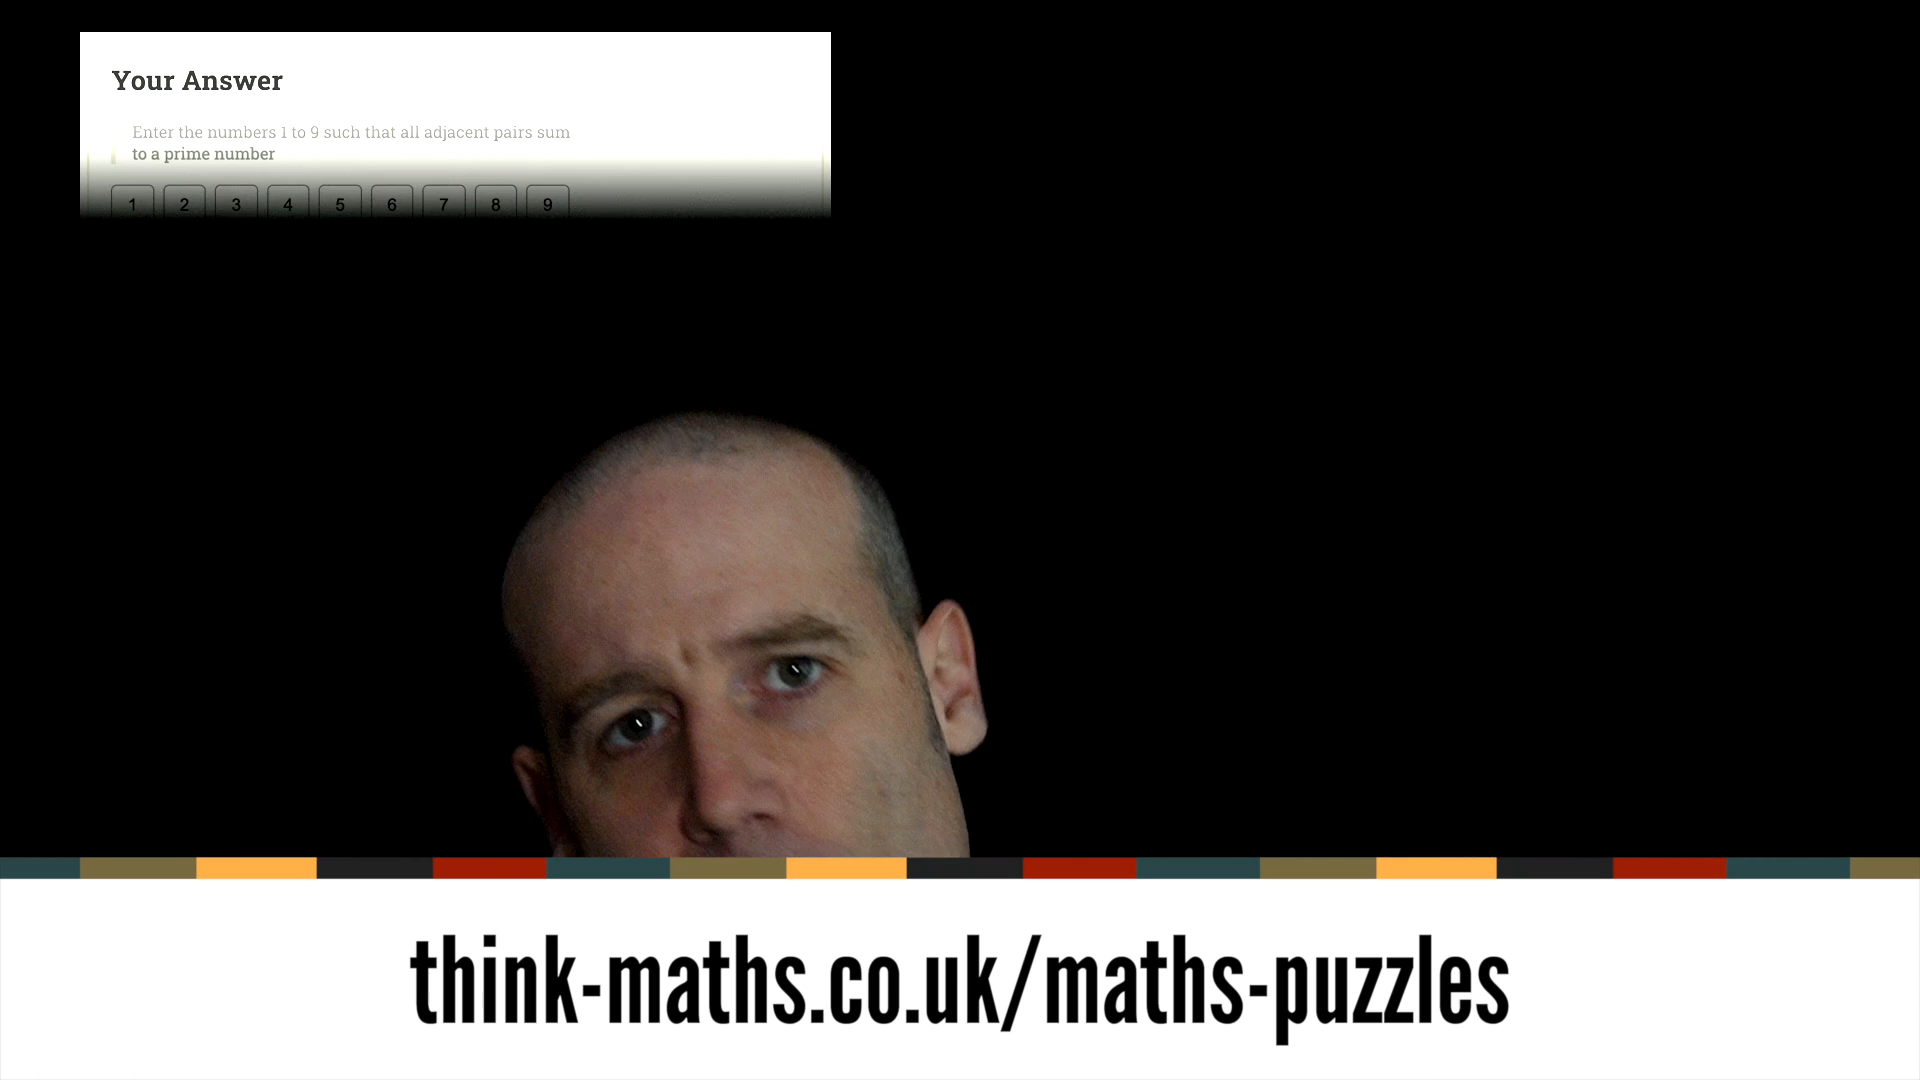 Your Answer
Enter the numbers 1 to 9 such that all adjacent pairs sum
to a prime number
1 2 3 4 5 6 7 8 9
think-maths.co.uk/maths-puzzles